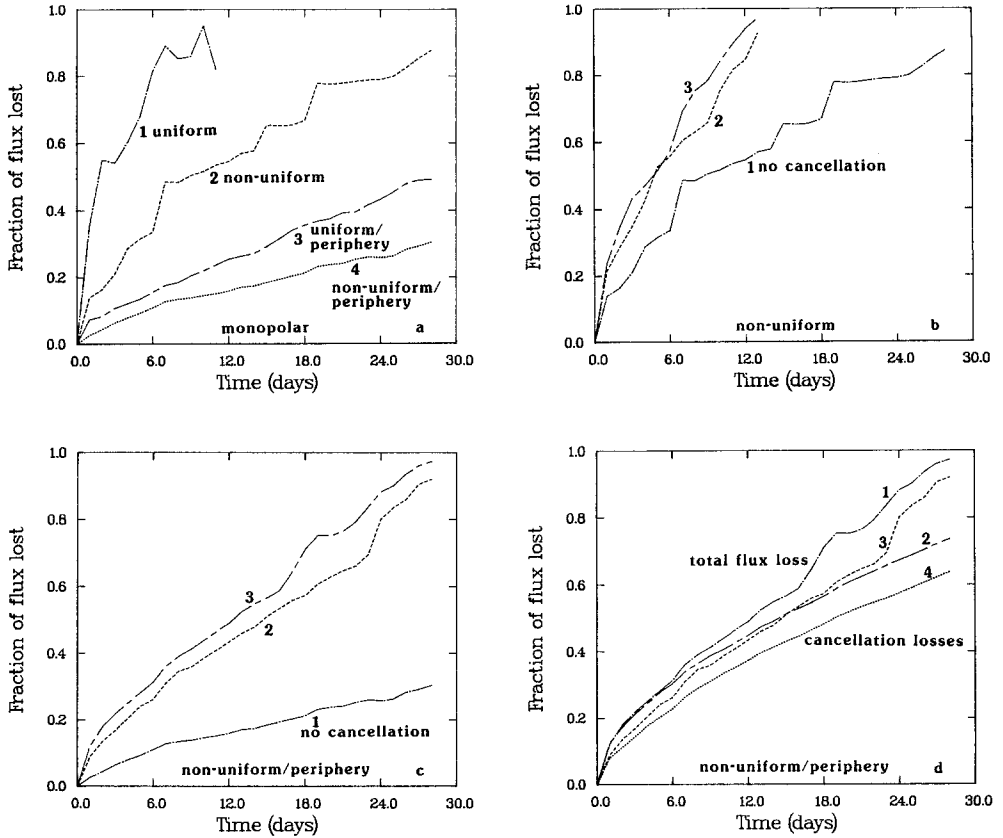 1.0
0.8
0.6
0.4
0.2
0.0
Fraction of flux lost
1 uniform
2 non-uniform
3 uniform/
periphery
4
non-uniform/
periphery
monopolar
a
0.0 6.0 12.0 18.0 24.0 30.0
Time (days)
1.0
0.8
0.6
0.4
0.2
0.0
Fraction of flux lost
3
2
1 no cancellation
non-uniform
b
0.0 6.0 12.0 18.0 24.0 30.0
Time (days)
1.0
0.8
0.6
0.4
0.2
0.0
Fraction of flux lost
3
2
1
no cancellation
non-uniform/periphery
c
0.0 6.0 12.0 18.0 24.0 30.0
Time (days)
1.0
0.8
0.6
0.4
0.2
0.0
Fraction of flux lost
1
total flux loss
3
2
4
cancellation losses
non-uniform/periphery
d
0.0 6.0 12.0 18.0 24.0 30.0
Time (days)